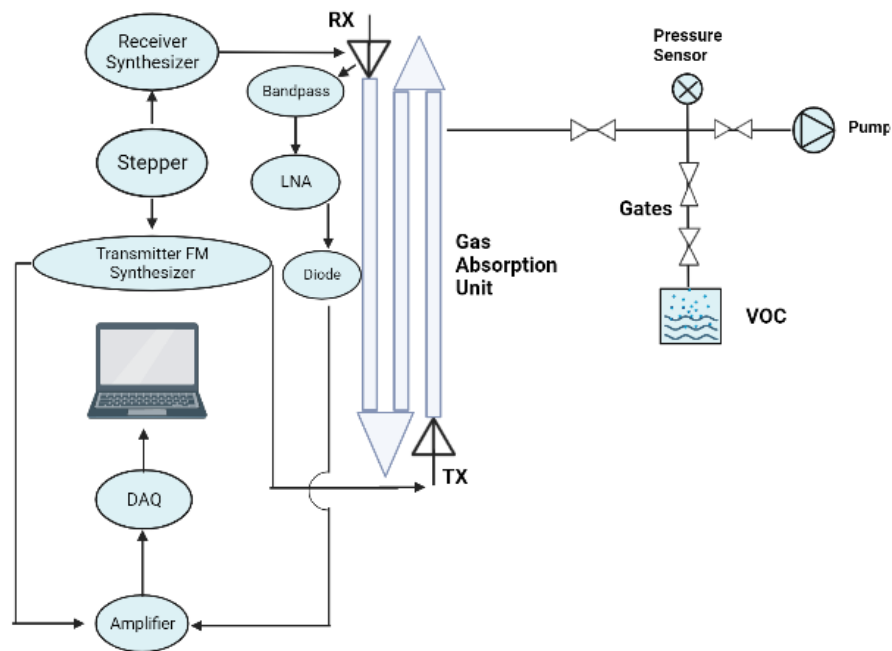 RX
Receiver
Synthesizer
Bandpass
Stepper
LNA
Transmitter FM
Synthesizer
Diode
Gas
Absorption
Unit
Pressure
Sensor
Pump
Gates
VOC
TX
DAQ
Amplifier